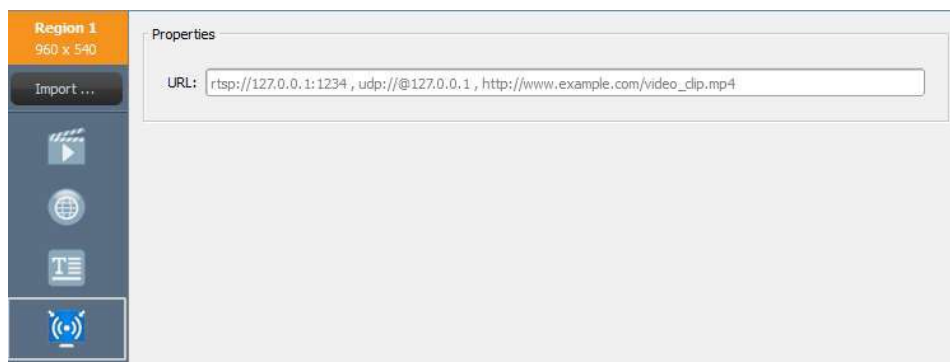 Region 1
960 x 540
Import ...
Properties
URL: rtsp://127.0.0.1:1234 , udp://@127.0.0.1 , http://www.example.com/video_clip.mp4
T